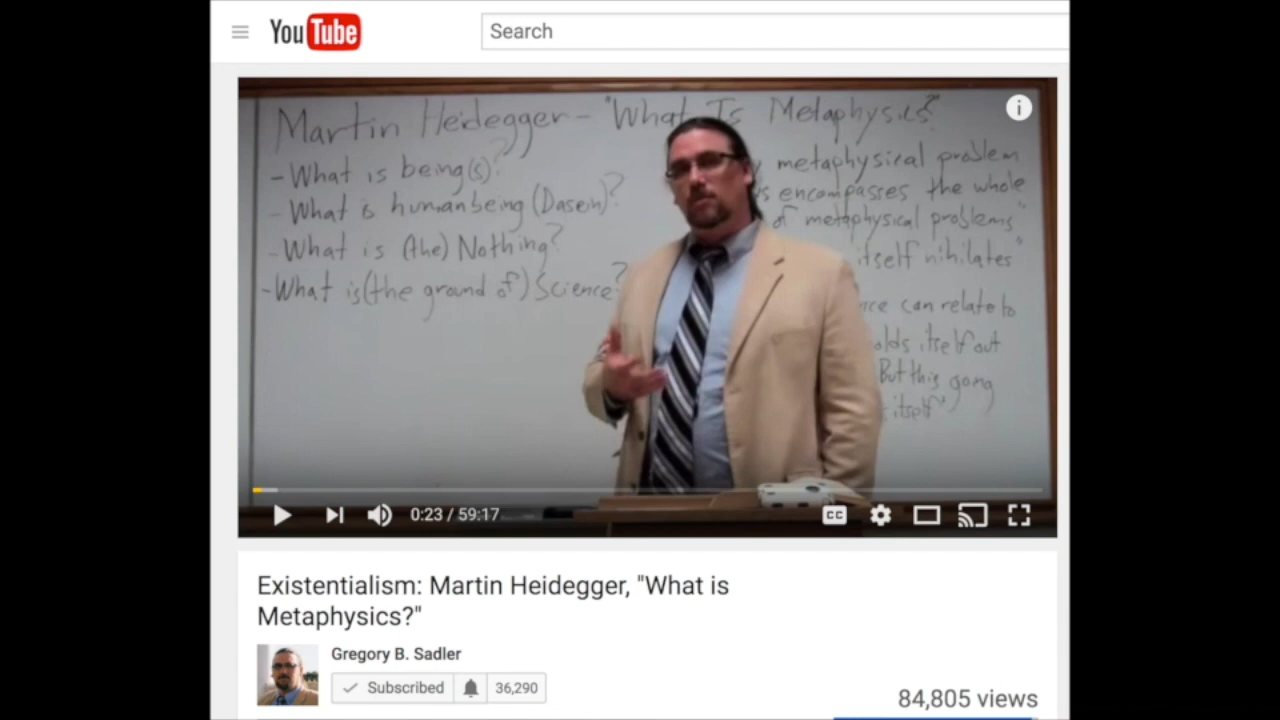 YouTube
Search
Martin Heidegger - "What Is Metaphysics?"
- What is being(s)?
- What is human being (Dasein)?
- What is (the) Nothing?
- What is (the ground of) Science?
metaphysical problem
encompasses the whole
of metaphysical problems"
itself nihilates"
can relate to
itself out
But this going
itself"
0:23 / 59:17
CC
Existentialism: Martin Heidegger, "What is
Metaphysics?"
Gregory B. Sadler
Subscribed
36,290
84,805 views